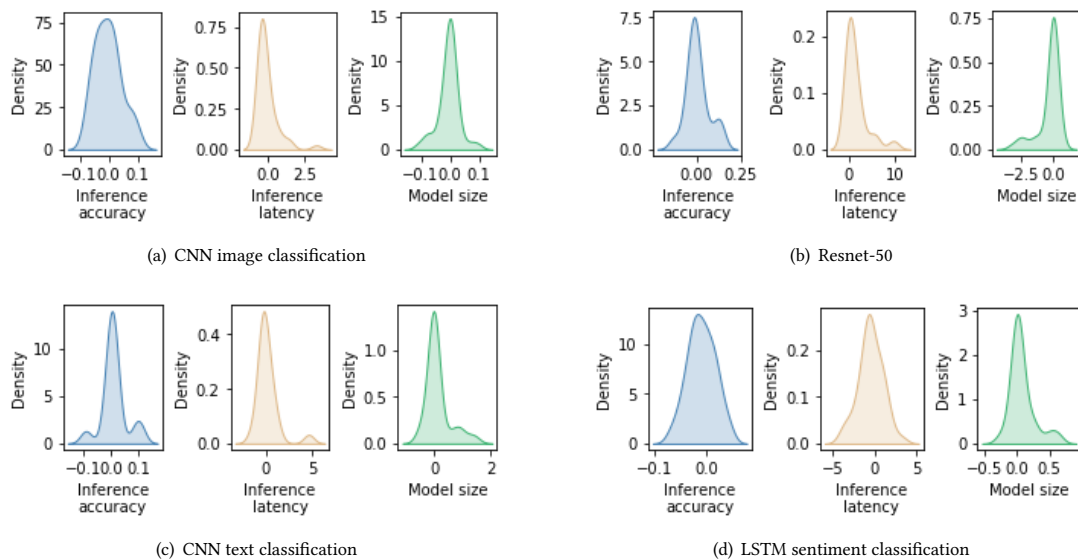 75
50
25
0
Density
−0.1 0.0 0.1
Inference
accuracy
0.75
0.50
0.25
0.00
Density
0.0 2.5
Inference
latency
15
10
5
0
Density
−0.10.0 0.1
Model size
(a) CNN image classification
7.5
5.0
2.5
0.0
Density
0.00 0.25
Inference
accuracy
0.2
0.1
0.0
Density
0 10
Inference
latency
0.75
0.50
0.25
0.00
Density
−2.5 0.0
Model size
(b) Resnet-50
10
5
0
Density
−0.10.0 0.1
Inference
accuracy
0.4
0.2
0.0
Density
0 5
Inference
latency
1.0
0.5
0.0
Density
0 2
Model size
(c) CNN text classification
10
5
0
Density
−0.1 0.0
Inference
accuracy
0.2
0.1
0.0
Density
−5 0 5
Inference
latency
3
2
1
0
Density
−0.5 0.0 0.5
Model size
(d) LSTM sentiment classification